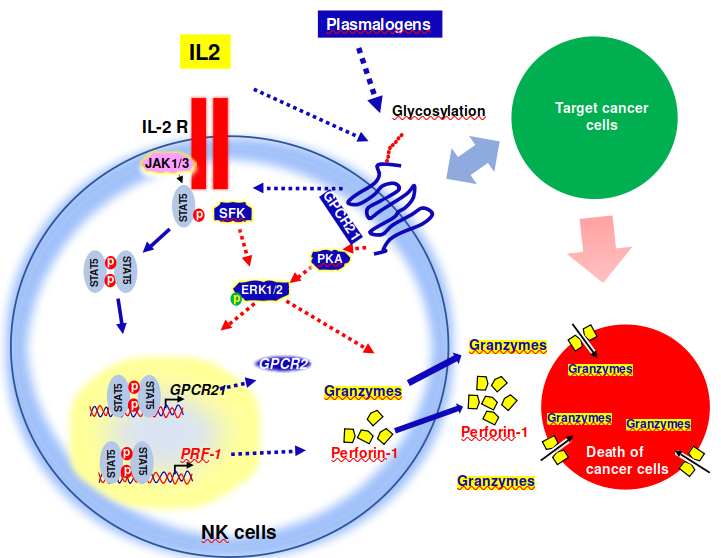 Plasmalogens
IL2
Glycosylation
Target cancer
cells
IL-2 R
JAK1/3
STAT5
P
SFK
GPCR21
STAT5
P
P
STAT5
PKA
ERK1/2
P
Granzymes
GPCR2
Granzymes
Granzymes
STAT5
P
P
STAT5
GPCR21
Granzymes
Granzymes
Perforin-1
STAT5
P
P
STAT5
PRF-1
Perforin-1
Death of
cancer cells
Granzymes
NK cells